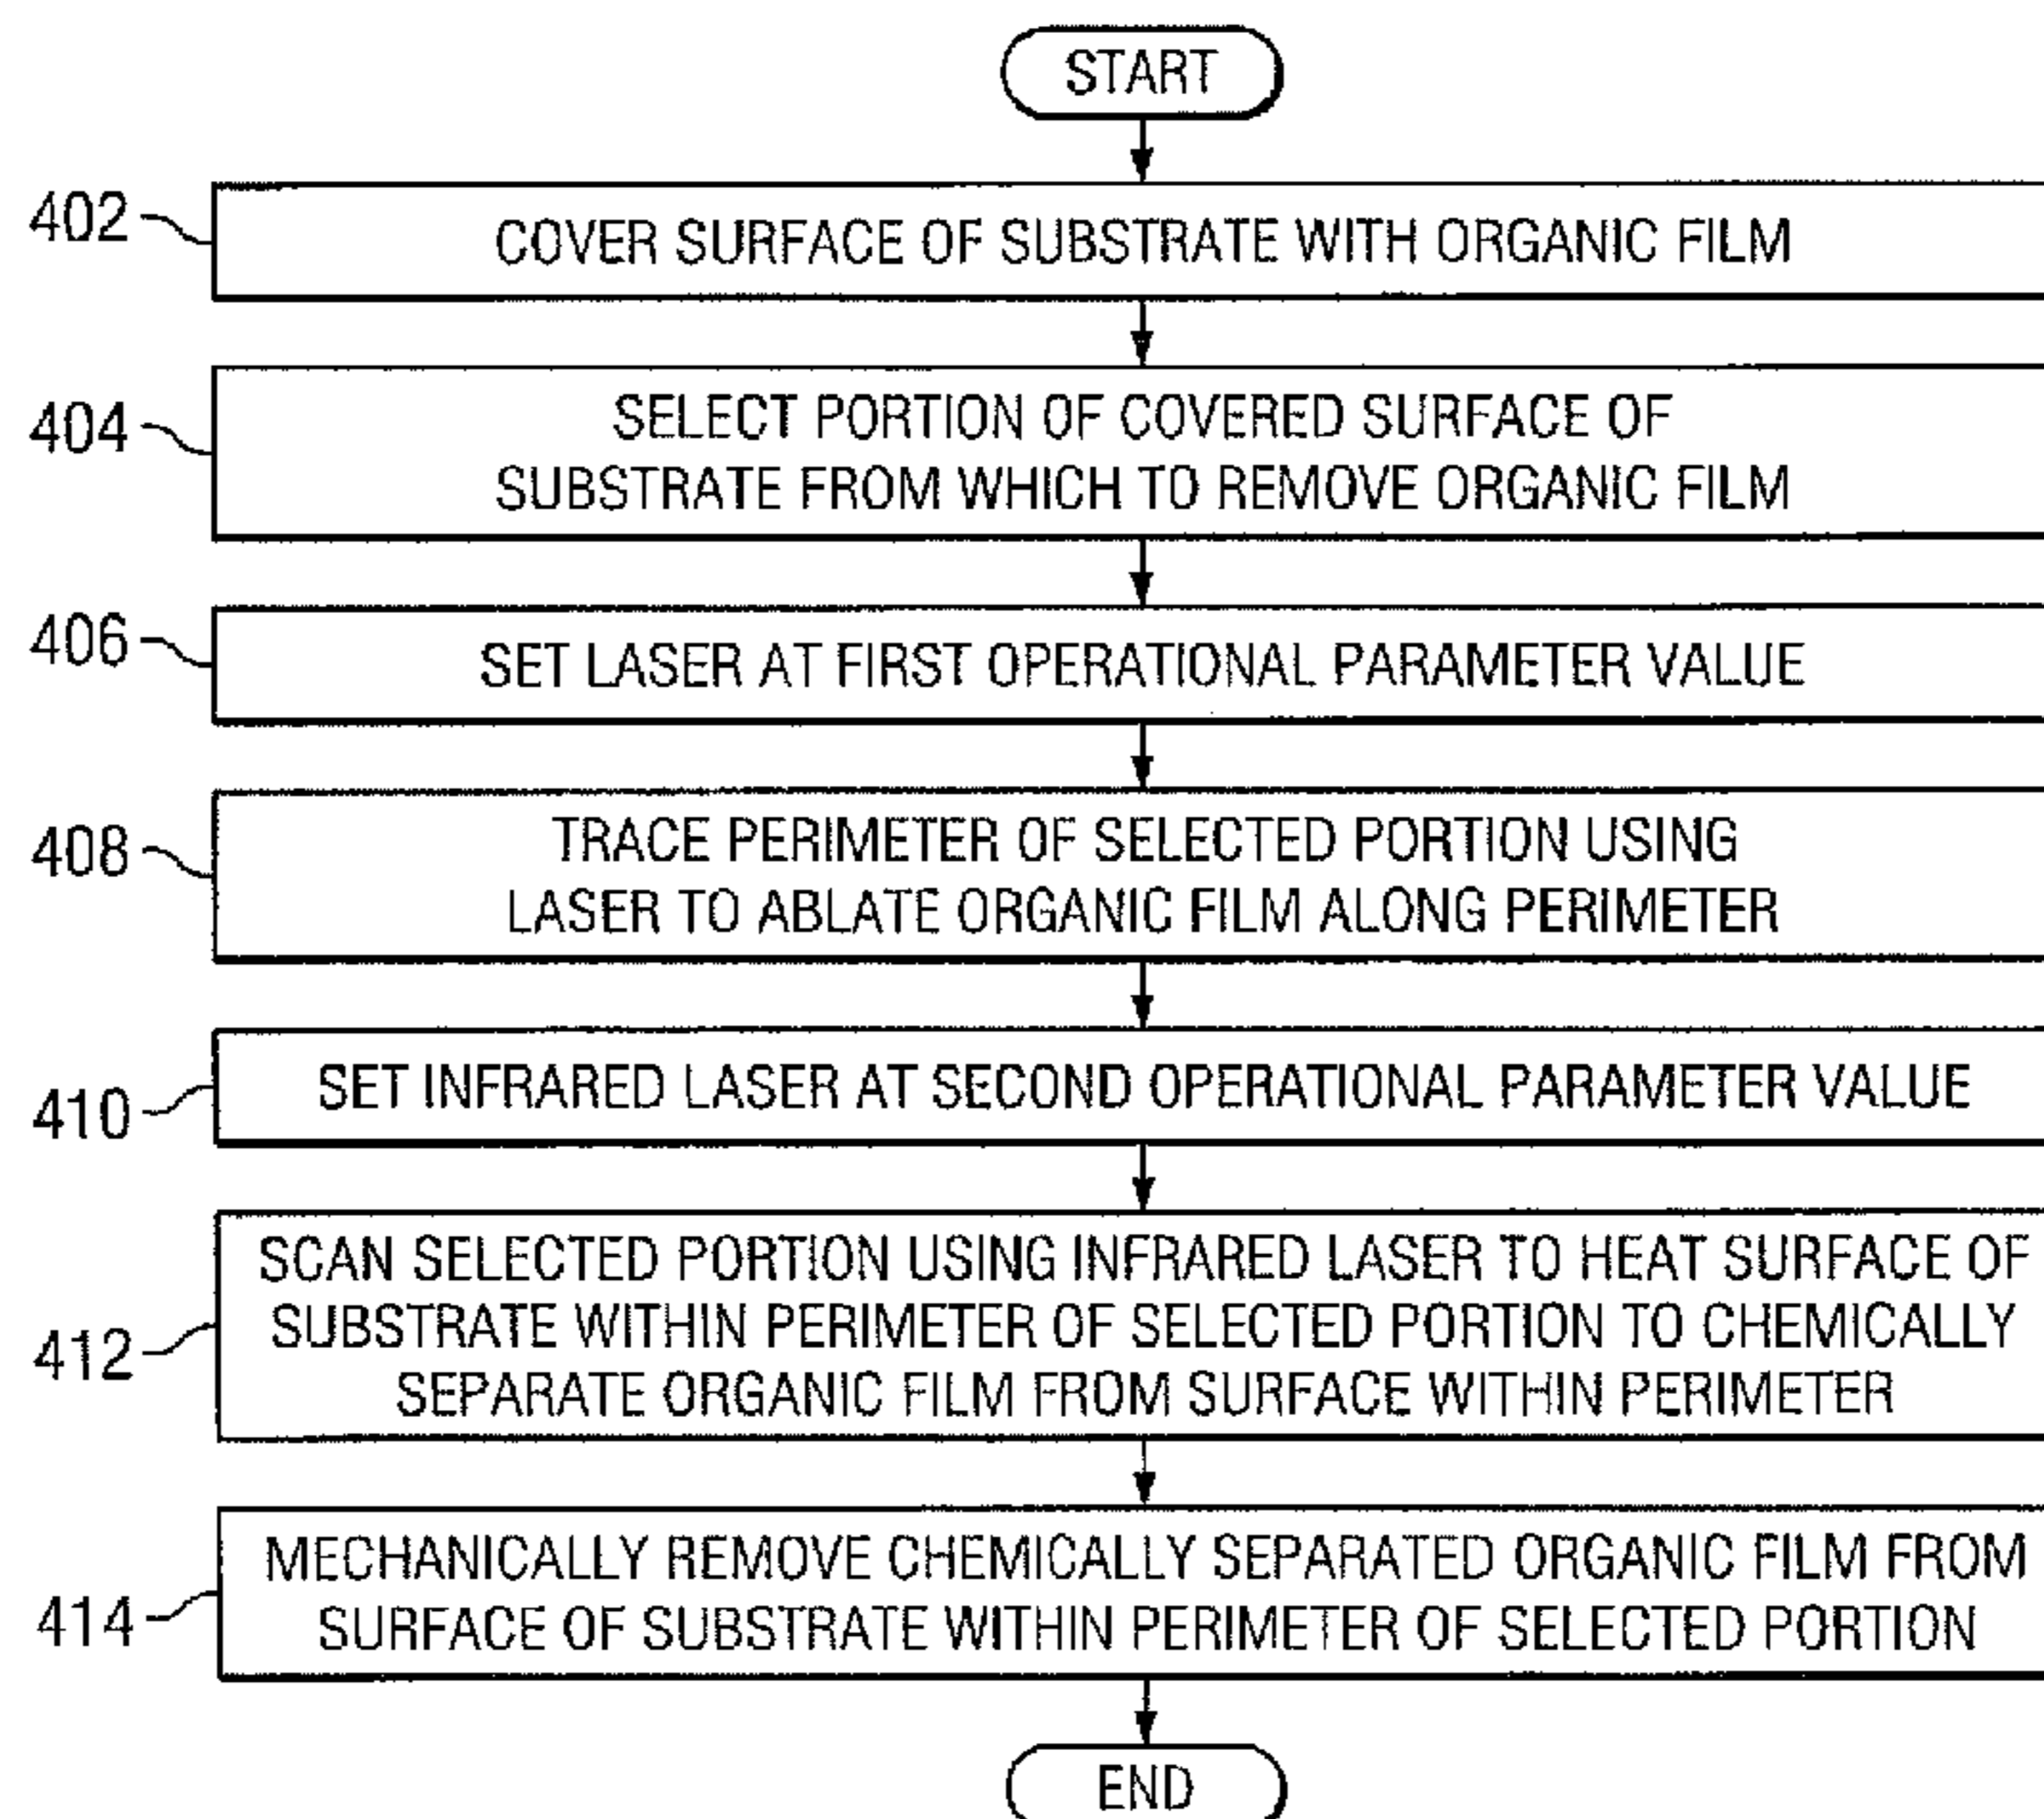 START
402
COVER SURFACE OF SUBSTRATE WITH ORGANIC FILM
404
SELECT PORTION OF COVERED SURFACE OF
SUBSTRATE FROM WHICH TO REMOVE ORGANIC FILM
406
SET LASER AT FIRST OPERATIONAL PARAMETER VALUE
408
TRACE PERIMETER OF SELECTED PORTION USING
LASER TO ABLATE ORGANIC FILM ALONG PERIMETER
410
SET INFRARED LASER AT SECOND OPERATIONAL PARAMETER VALUE
412
SCAN SELECTED PORTION USING INFRARED LASER TO HEAT SURFACE OF
SUBSTRATE WITHIN PERIMETER OF SELECTED PORTION TO CHEMICALLY
SEPARATE ORGANIC FILM FROM SURFACE WITHIN PERIMETER
414
MECHANICALLY REMOVE CHEMICALLY SEPARATED ORGANIC FILM FROM
SURFACE OF SUBSTRATE WITHIN PERIMETER OF SELECTED PORTION
END